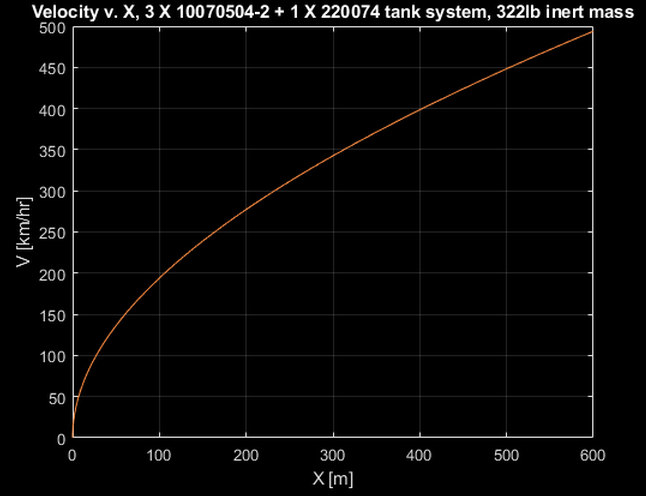 Velocity v. X, 3 X 10070504-2 + 1 X 220074 tank system, 322lb inert mass
500
450
400
350
300
250
200
150
100
50
0
V [km/hr]
0 100 200 300 400 500 600
X [m]